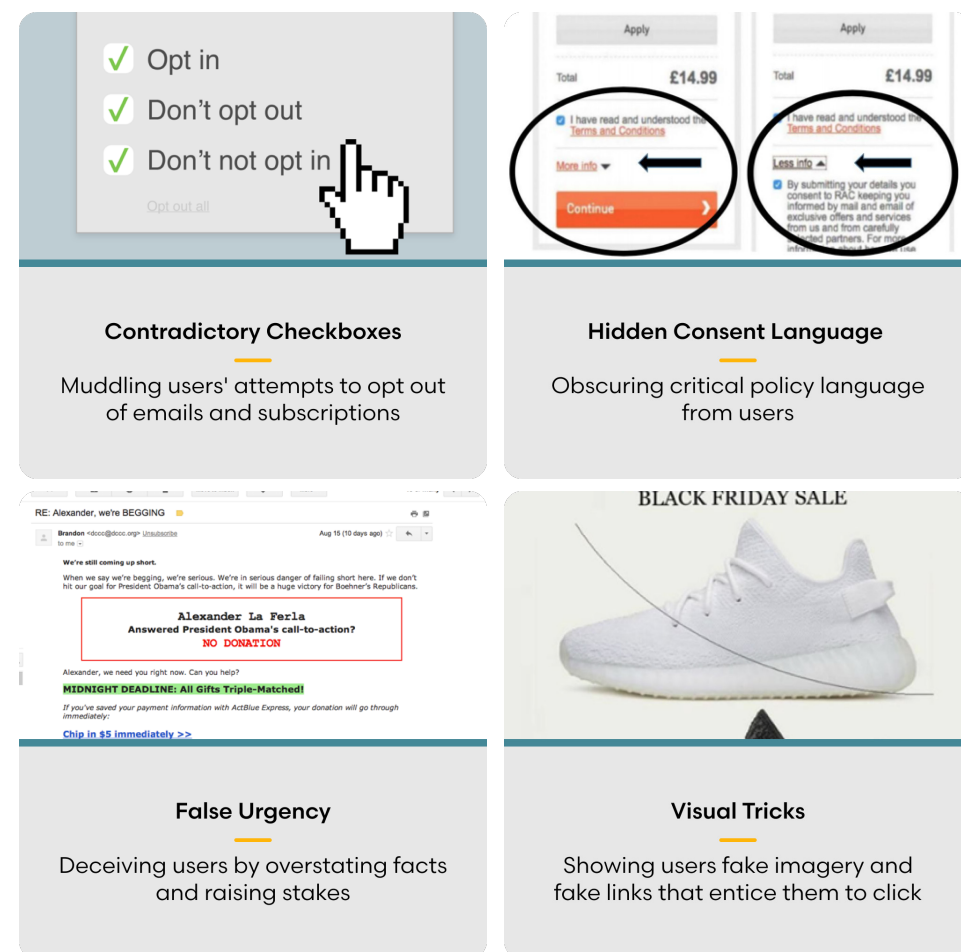 Opt in
Don't opt out
Don't not opt in
Opt out all
Contradictory Checkboxes
Muddling users' attempts to opt out
of emails and subscriptions
Apply
Total £14.99
I have read and understood the
Terms and Conditions
More info
Continue
Apply
Total £14.99
I have read and understood the
Terms and Conditions
Less info
By submitting your details you
consent to RAC keeping you
informed by mail and email of
exclusive offers and services
from us and from carefully
selected partners. For more
Hidden Consent Language
Obscuring critical policy language
from users
RE: Alexander, we're BEGGING
Brandon <dccc@dccc.org> Unsubscribe Aug 15 (10 days ago)
to me
We're still coming up short.
When we say we're begging, we're serious. We're in serious danger of falling short here. If we don't
hit our goal for President Obama's call-to-action, it will be a huge victory for Boehner's Republicans.
Alexander La Ferla
Answered President Obama's call-to-action?
NO DONATION
Alexander, we need you right now. Can you help?
MIDNIGHT DEADLINE: All Gifts Triple-Matched!
If you've saved your payment information with ActBlue Express, your donation will go through
immediately:
Chip in $5 immediately >>
False Urgency
Deceiving users by overstating facts
and raising stakes
BLACK FRIDAY SALE
Visual Tricks
Showing users fake imagery and
fake links that entice them to click